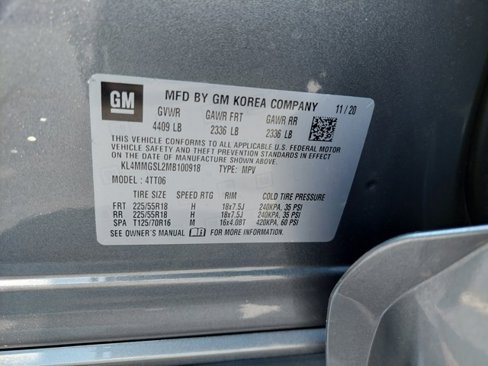 GM
MFD BY GM KOREA COMPANY 11 / 20
GVWR GAWR FRT GAWR RR
4409 LB 2336 LB 2336 LB
THIS VEHICLE CONFORMS TO ALL APPLICABLE U.S. FEDERAL MOTOR
VEHICLE SAFETY, BUMPER, AND THEFT PREVENTION STANDARDS IN
EFFECT ON THE DATE OF MANUFACTURE SHOWN ABOVE.
KL4MMGSL2MB100918 TYPE: MPV
MODEL : 4TT06
TIRE SIZE SPEED RTG RIM COLD TIRE PRESSURE
FRT 225/55R18 H 18x7.5J 240KPA, 35 PSI
RR 225/55R18 H 18x7.5J 240KPA, 35 PSI
SPA T125/70R16 M 16x4.0BT 420KPA, 60 PSI
SEE OWNER'S MANUAL FOR MORE INFORMATION.